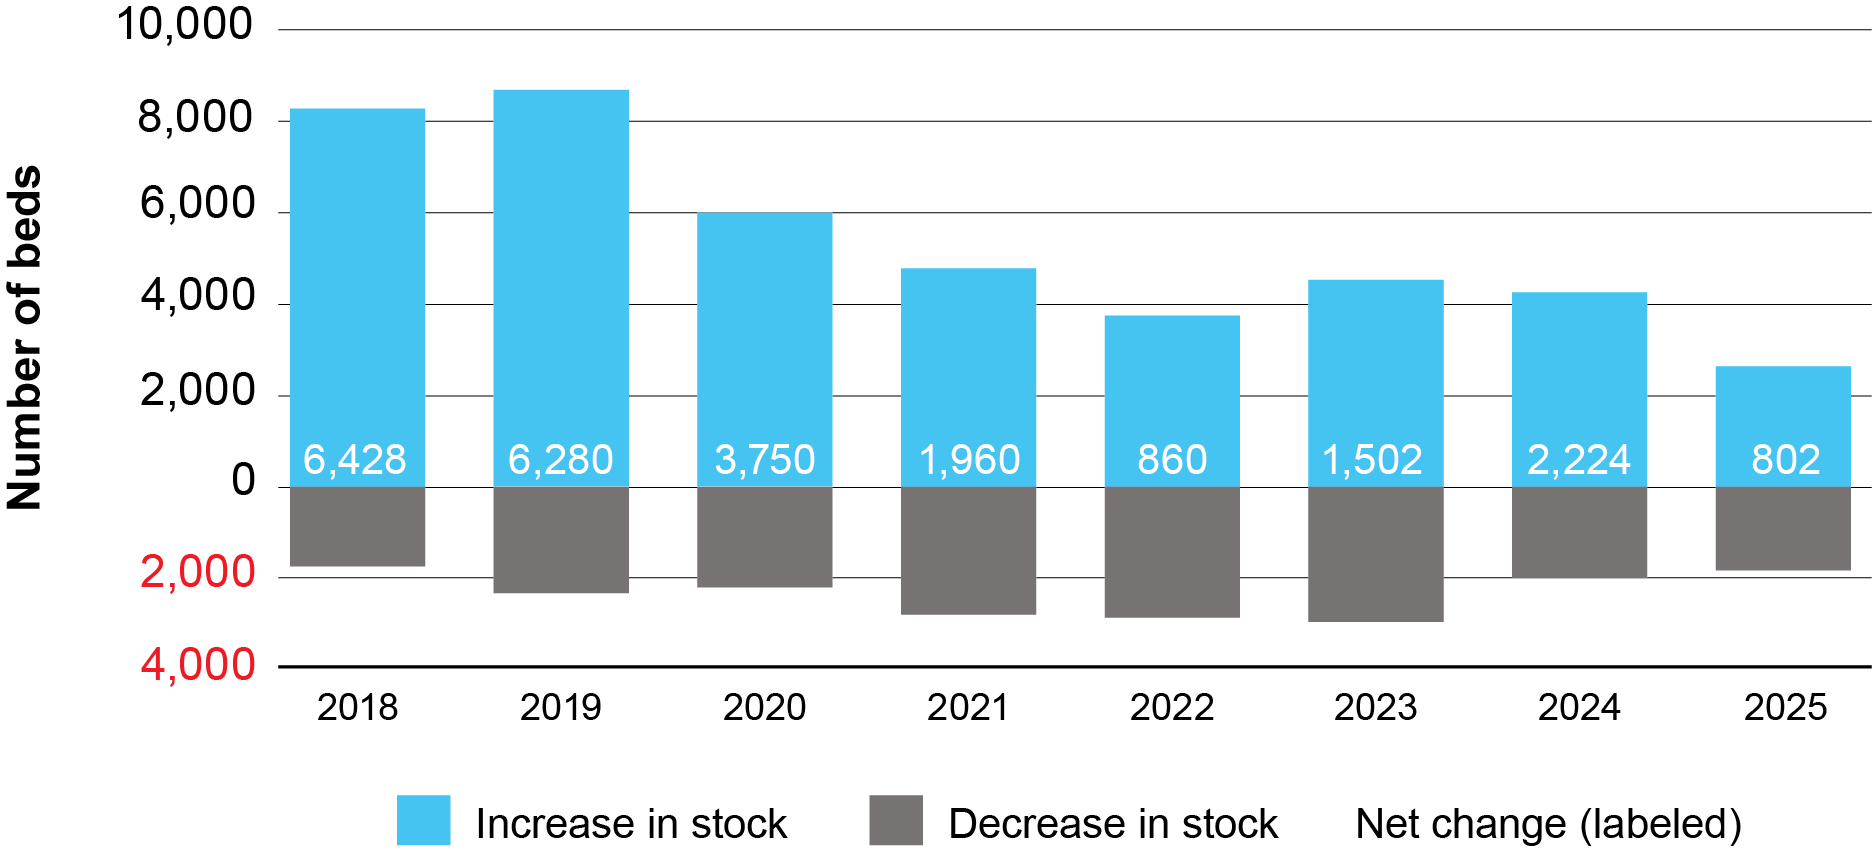 Number of beds
10,000
8,000
6,000
4,000
2,000
0
2,000
4,000
6,428 6,280 3,750 1,960 860 1,502 2,224 802
2018 2019 2020 2021 2022 2023 2024 2025
Increase in stock Decrease in stock Net change (labeled)